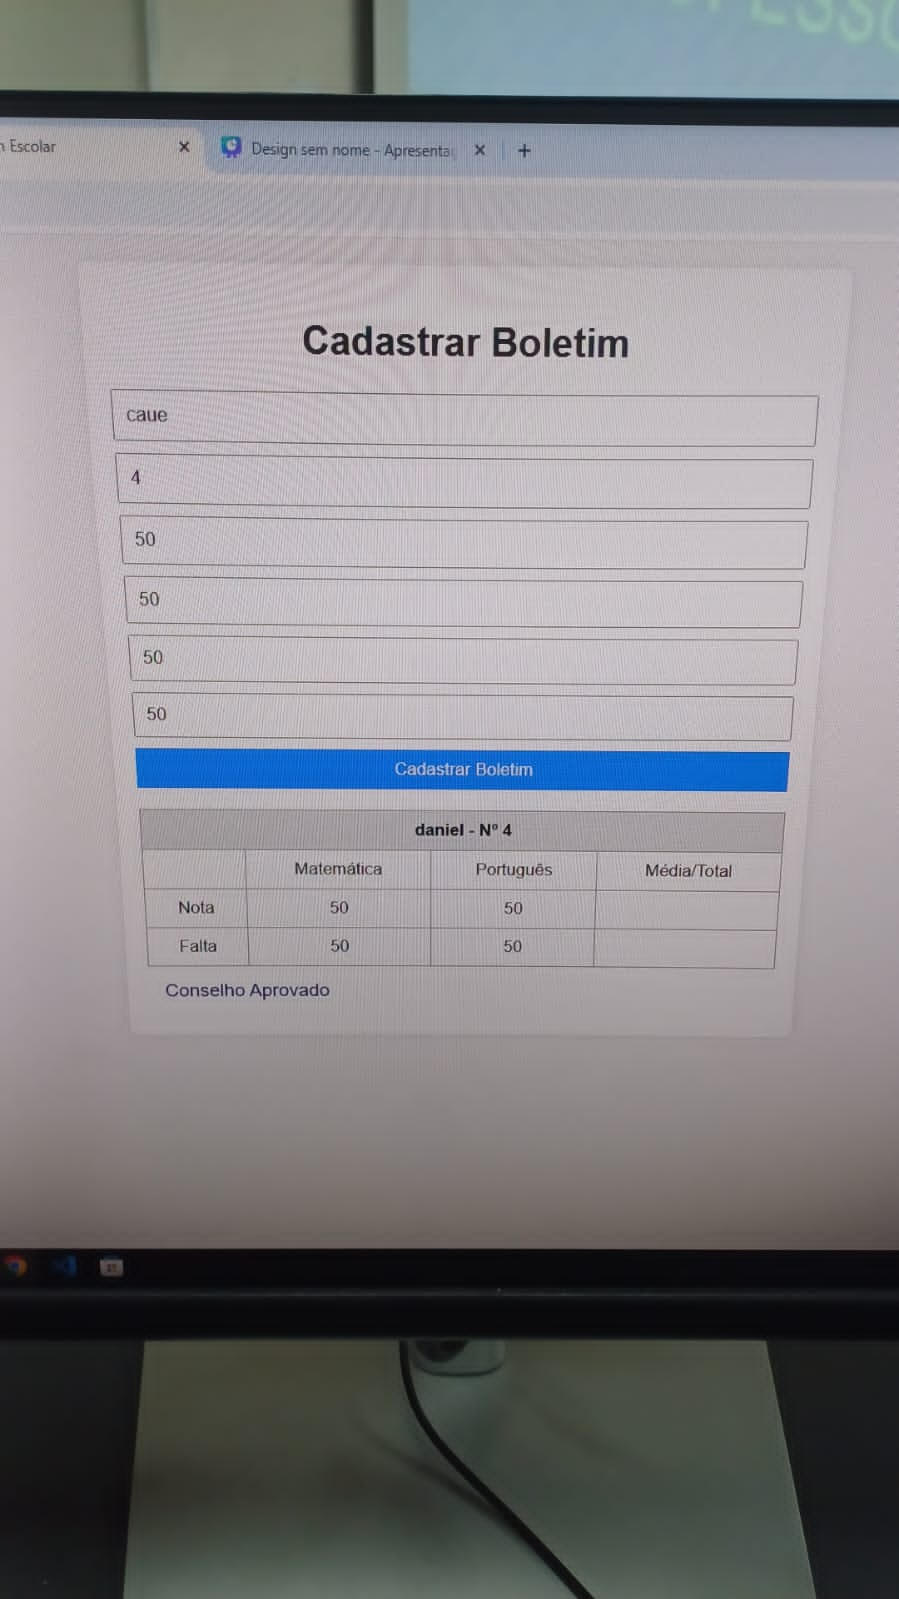 Escolar
Design sem nome - Apresenta
Cadastrar Boletim
caue
4
50
50
50
50
Cadastrar Boletim
daniel - Nº 4
Matemática Português Média/Total
Nota 50 50
Falta 50 50
Conselho Aprovado